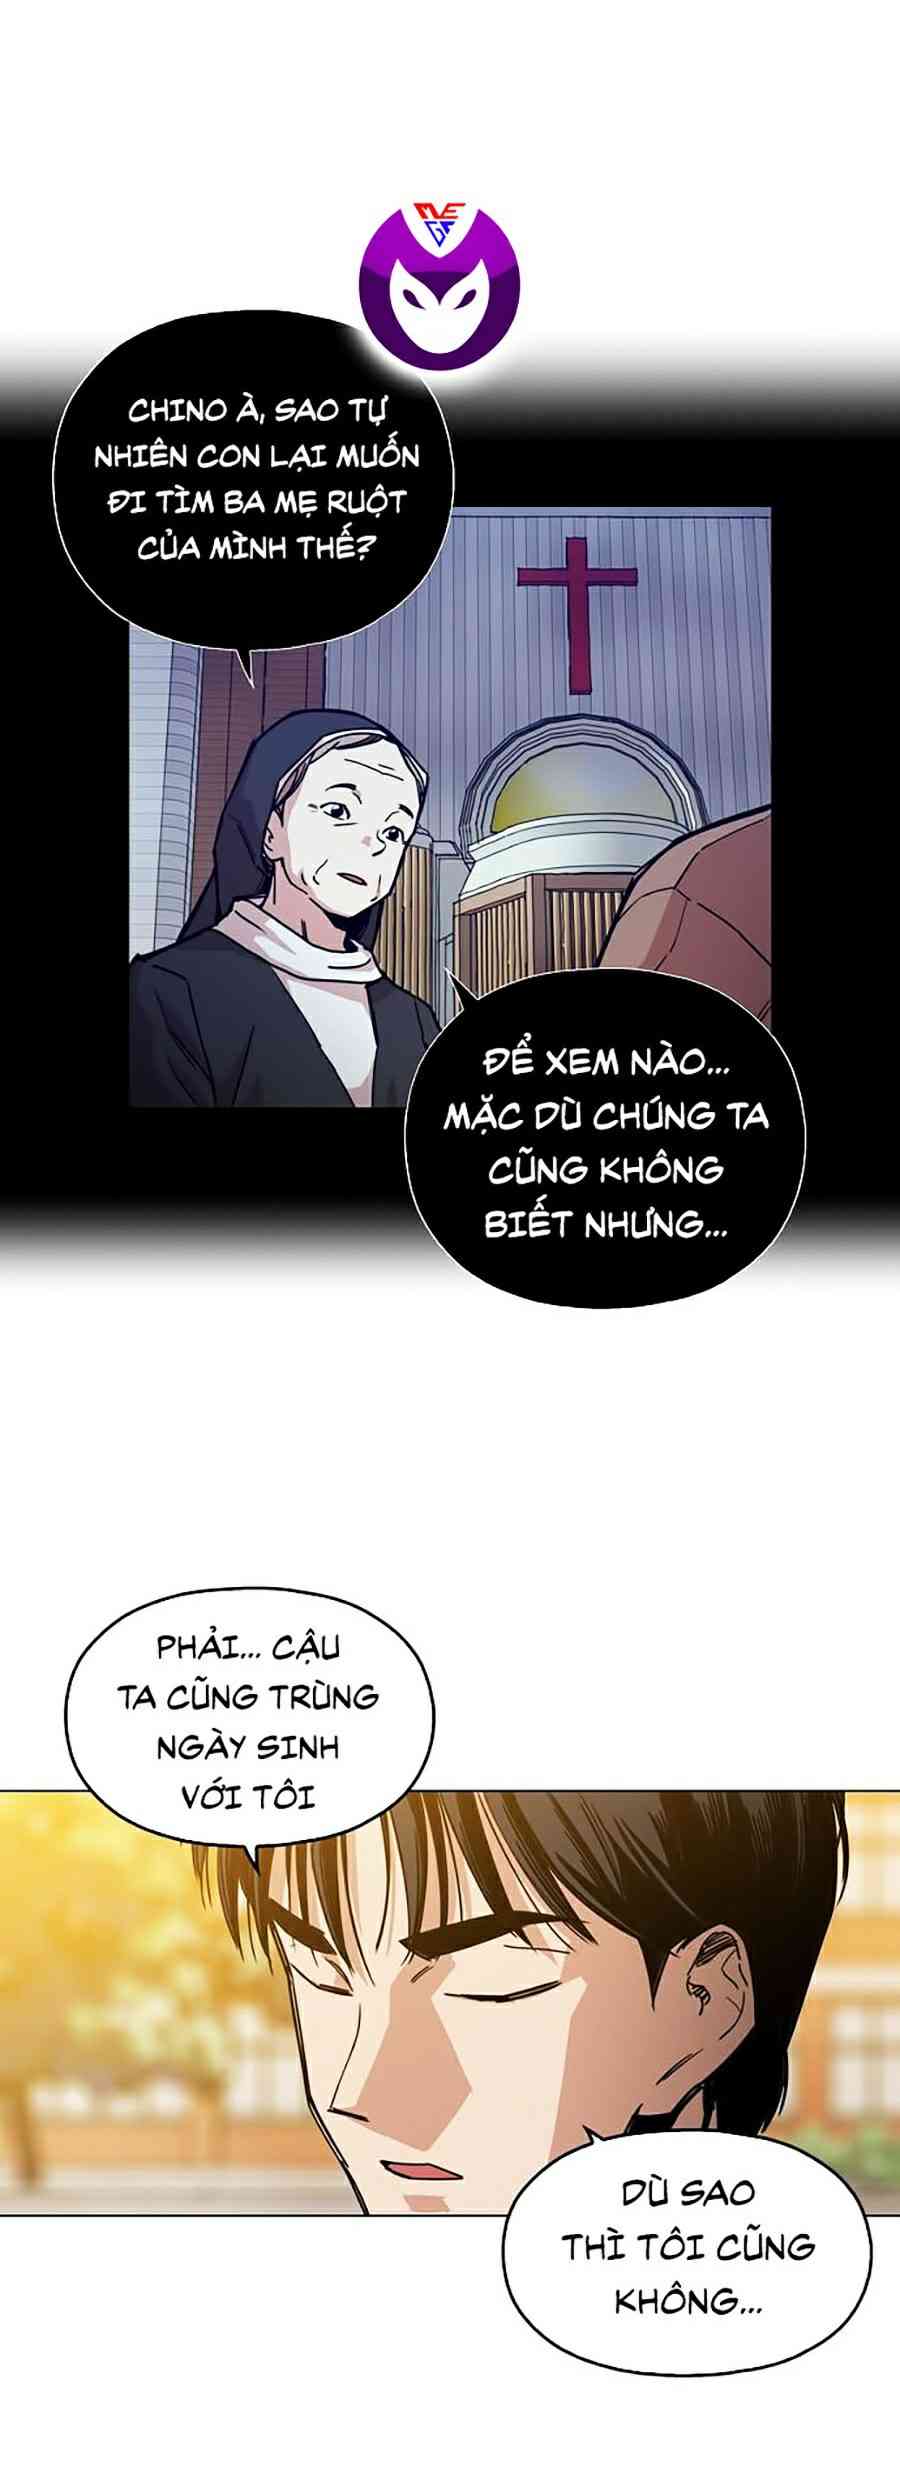 MVE
GR
CHINO À, SAO TỰ
NHIÊN CON LẠI MUỐN
ĐI TÌM BA MẸ RUỘT
CỦA MÌNH THẾ?
ĐỂ XEM NÀO...
MẶC DÙ CHÚNG TA
CŨNG KHÔNG
BIẾT NHƯNG...
PHẢI... CẬU
TA CŨNG TRÙNG
NGÀY SINH
VỚI TÔI
DÙ SAO
THÌ TÔI CŨNG
KHÔNG...